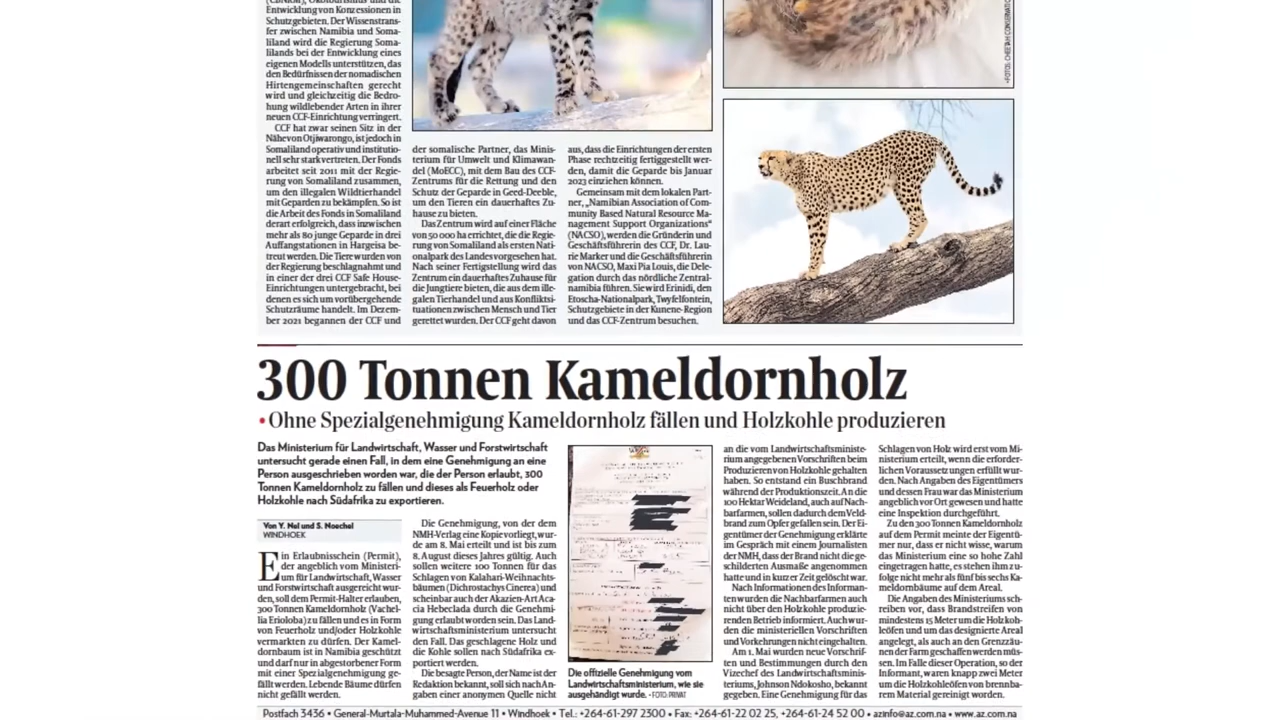 Entwicklung von Konzessionen in
Schutzgebieten. Der Wissenstrans-
fer zwischen Namibia und Soma-
liland wird die Regierung Soma-
lilands bei der Entwicklung eines
eigenen Modells unterstützen, das
den Bedürfnissen der nomadischen
Hirtengemeinschaften gerecht
wird und gleichzeitig die Bedro-
hung wildlebender Arten in ihrer
neuen CCF-Einrichtung verringert.
CCF hat zwar seinen Sitz in der
Nähe von Otjiwarongo, ist jedoch in
Somaliland operativ und institutio-
nell sehr stark vertreten. Der Fonds
arbeitet seit 2011 mit der Regie-
rung von Somaliland zusammen,
um den illegalen Wildtierhandel
mit Geparden zu bekämpfen. So ist
die Arbeit des Fonds in Somaliland
derart erfolgreich, dass inzwischen
mehr als 80 junge Geparde in drei
Auffangstationen in Hargeisa be-
treut werden. Die Tiere wurden von
der Regierung beschlagnahmt und
in einer der drei CCF Safe House-
Einrichtungen untergebracht, bei
denen es sich um vorübergehende
Schutzräume handelt. Im Dezem-
ber 2021 begannen der CCF und
der somalische Partner, das Minis-
terium für Umwelt und Klimawan-
del (MoECC), mit dem Bau des CCF-
Zentrums für die Rettung und den
Schutz der Geparde in Geed-Deeble,
um den Tieren ein dauerhaftes Zu-
hause zu bieten.
Das Zentrum wird auf einer Fläche
von 50 000 ha errichtet, die die Regie-
rung von Somaliland als ersten Nati-
onalpark des Landes vorgesehen hat.
Nach seiner Fertigstellung wird das
Zentrum ein dauerhaftes Zuhause für
die Jungtiere bieten, die aus dem ille-
galen Tierhandel und aus Konfliktsi-
tuationen zwischen Mensch und Tier
gerettet wurden. Der CCF geht davon
aus, dass die Einrichtungen der ersten
Phase rechtzeitig fertiggestellt wer-
den, damit die Geparde bis Januar
2023 einziehen können.
Gemeinsam mit dem lokalen Part-
ner, „Namibian Association of Com-
munity Based Natural Resource Ma-
nagement Support Organizations“
(NACSO), werden die Gründerin und
Geschäftsführerin des CCF, Dr. Lau-
rie Marker und die Geschäftsführerin
von NACSO, Maxi Pia Louis, die Dele-
gation durch das nördliche Zentral-
namibia führen. Sie wird Erinidi, den
Etoscha-Nationalpark, Twyfelfontein,
Schutzgebiete in der Kunene-Region
und das CCF-Zentrum besuchen.
300 Tonnen Kameldornholz
• Ohne Spezialgenehmigung Kameldornholz fällen und Holzkohle produzieren
Das Ministerium für Landwirtschaft, Wasser und Forstwirtschaft
untersucht gerade einen Fall, in dem eine Genehmigung an eine
Person ausgeschrieben worden war, die der Person erlaubt, 300
Tonnen Kameldornholz zu fällen und dieses als Feuerholz oder
Holzkohle nach Südafrika zu exportieren.
Von Y. Nel und S. Noechel
WINDHOEK
Ein Erlaubnisschein (Permit),
der angeblich vom Ministeri-
um für Landwirtschaft, Wasser
und Forstwirtschaft ausgereicht wur-
den, soll dem Permit-Halter erlauben,
300 Tonnen Kameldornholz (Vachel-
lia Erioloba) zu fällen und es in Form
von Feuerholz und/oder Holzkohle
vermarkten zu dürfen. Der Kamel-
dornbaum ist in Namibia geschützt
und darf nur in abgestorbener Form
mit einer Spezialgenehmigung ge-
fällt werden. Lebende Bäume dürfen
nicht gefällt werden.
Die Genehmigung, von der dem
NMH-Verlag eine Kopie vorliegt, wur-
de am 8. Mai erteilt und ist bis zum
8. August dieses Jahres gültig. Auch
sollen weitere 100 Tonnen für das
Schlagen von Kalahari-Weihnachts-
bäumen (Dichrostachys Cinerea) und
scheinbar auch der Akazien-Art Aca-
cia Hebeclada durch die Genehmi-
gung erlaubt worden sein. Das Land-
wirtschaftsministerium untersucht
den Fall. Das geschlagene Holz und
die Kohle sollen nach Südafrika ex-
portiert werden.
Die besagte Person, der Name ist der
Redaktion bekannt, soll sich nach An-
gaben einer anonymen Quelle nicht
Die offizielle Genehmigung vom
Landwirtschaftsministerium, wie sie
ausgehändigt wurde. • FOTO: PRIVAT
an die vom Landwirtschaftsministe-
rium angegebenen Vorschriften beim
Produzieren von Holzkohle gehalten
haben. So entstand ein Buschbrand
während der Produktionszeit. An die
100 Hektar Weideland, auch auf Nach-
barfarmen, sollen dadurch dem Veld-
brand zum Opfer gefallen sein. Der Ei-
gentümer der Genehmigung erklärte
im Gespräch mit einem Journalisten
der NMH, dass der Brand nicht die ge-
schilderten Ausmaße angenommen
hatte und in kurzer Zeit gelöscht war.
Nach Informationen des Informan-
ten wurden die Nachbarfarmen auch
nicht über den Holzkohle produzie-
renden Betrieb informiert. Auch wur-
den die ministeriellen Vorschriften
und Vorkehrungen nicht eingehalten.
Am 1. Mai wurden neue Vorschrif-
ten und Bestimmungen durch den
Vizechef des Landwirtschaftsminis-
teriums, Johnson Ndokosho, bekannt
gegeben. Eine Genehmigung für das
Schlagen von Holz wird erst vom Mi-
nisterium erteilt, wenn die erforder-
lichen Voraussetzungen erfüllt wur-
den. Nach Angaben des Eigentümers
und dessen Frau war das Ministerium
angeblich vor Ort gewesen und hatte
eine Inspektion durchgeführt.
Zu den 300 Tonnen Kameldornholz
auf dem Permit meinte der Eigentü-
mer nur, dass er nicht wisse, warum
das Ministerium eine so hohe Zahl
eingetragen hatte, es stehen ihm zu-
folge nicht mehr als fünf bis sechs Ka-
meldornbäume auf dem Areal.
Die Angaben des Ministeriums sch-
reiben vor, dass Brandstreifen von
mindestens 15 Meter um die Holzkoh-
leöfen und um das designierte Areal
angelegt, als auch an den Grenzzäu-
nen der Farm geschaffen werden müs-
sen. Im Falle dieser Operation, so der
Informant, waren knapp zwei Meter
um die Holzkohleöfen von brennba-
rem Material gereinigt worden.
Postfach 3436 • General-Murtala-Muhammed-Avenue 11 • Windhoek • Tel.: +264-61-297 2300 • Fax: +264-61-22 02 25, +264-61-24 52 00 • azinfo@az.com.na • www.az.com.na